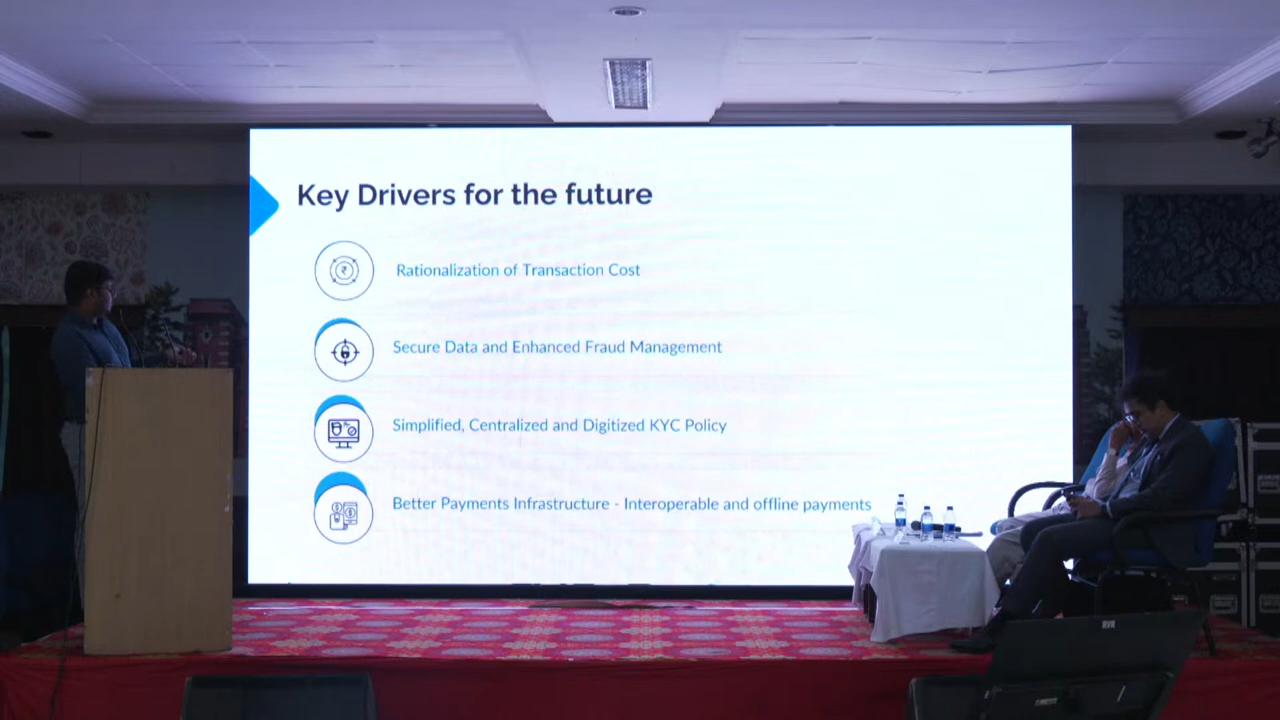 Key Drivers for the future
Rationalization of Transaction Cost
Secure Data and Enhanced Fraud Management
Simplified, Centralized and Digitized KYC Policy
Better Payments Infrastructure - Interoperable and offline payments